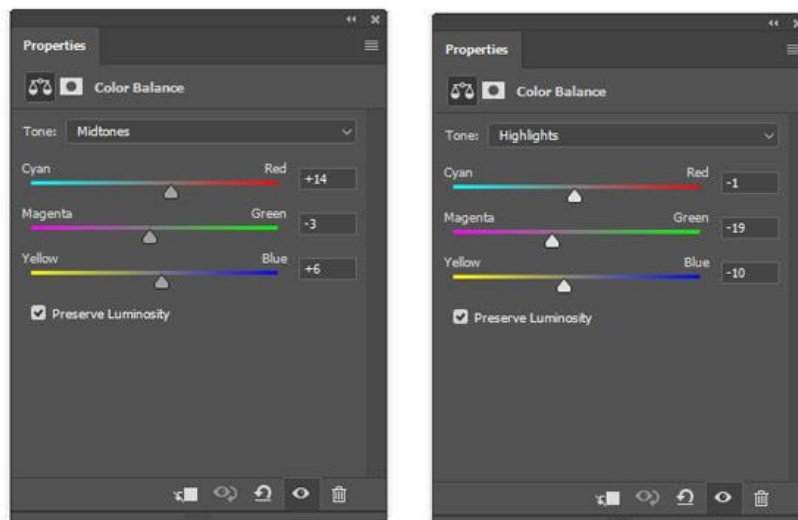 Properties
Color Balance
Tone: Midtones
Cyan Red +14
Magenta Green -3
Yellow Blue +6
Preserve Luminosity
Properties
Color Balance
Tone: Highlights
Cyan Red -1
Magenta Green -19
Yellow Blue -10
Preserve Luminosity